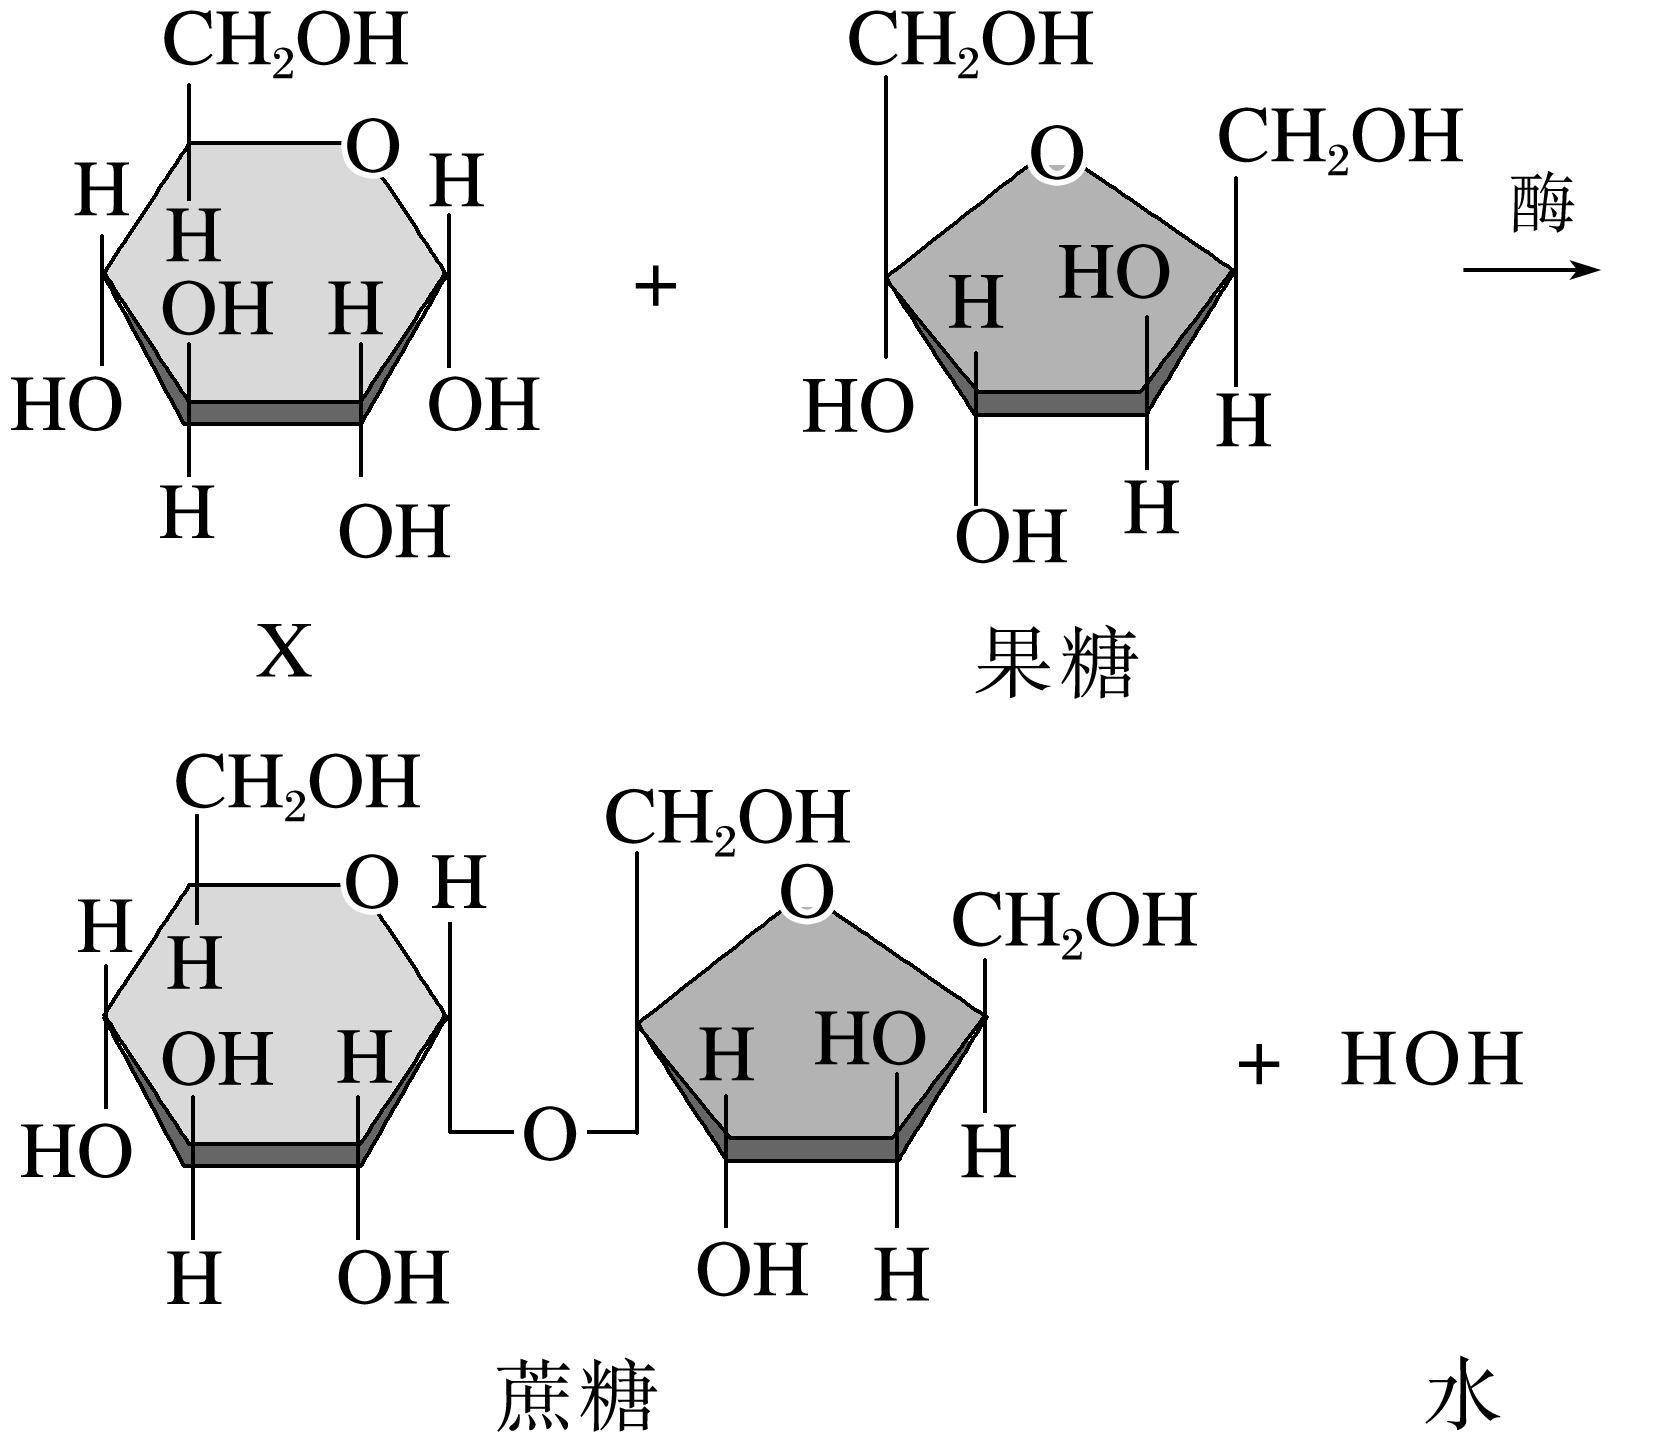 CH₂OH CH₂OH
O H O CH₂OH
H H 酶
OH H + H HO
HO OH HO H
H OH OH H
X 果糖
CH₂OH CH₂OH
O H O CH₂OH
H H
OH H H HO + HOH
HO O H
H OH OH H
蔗糖 水